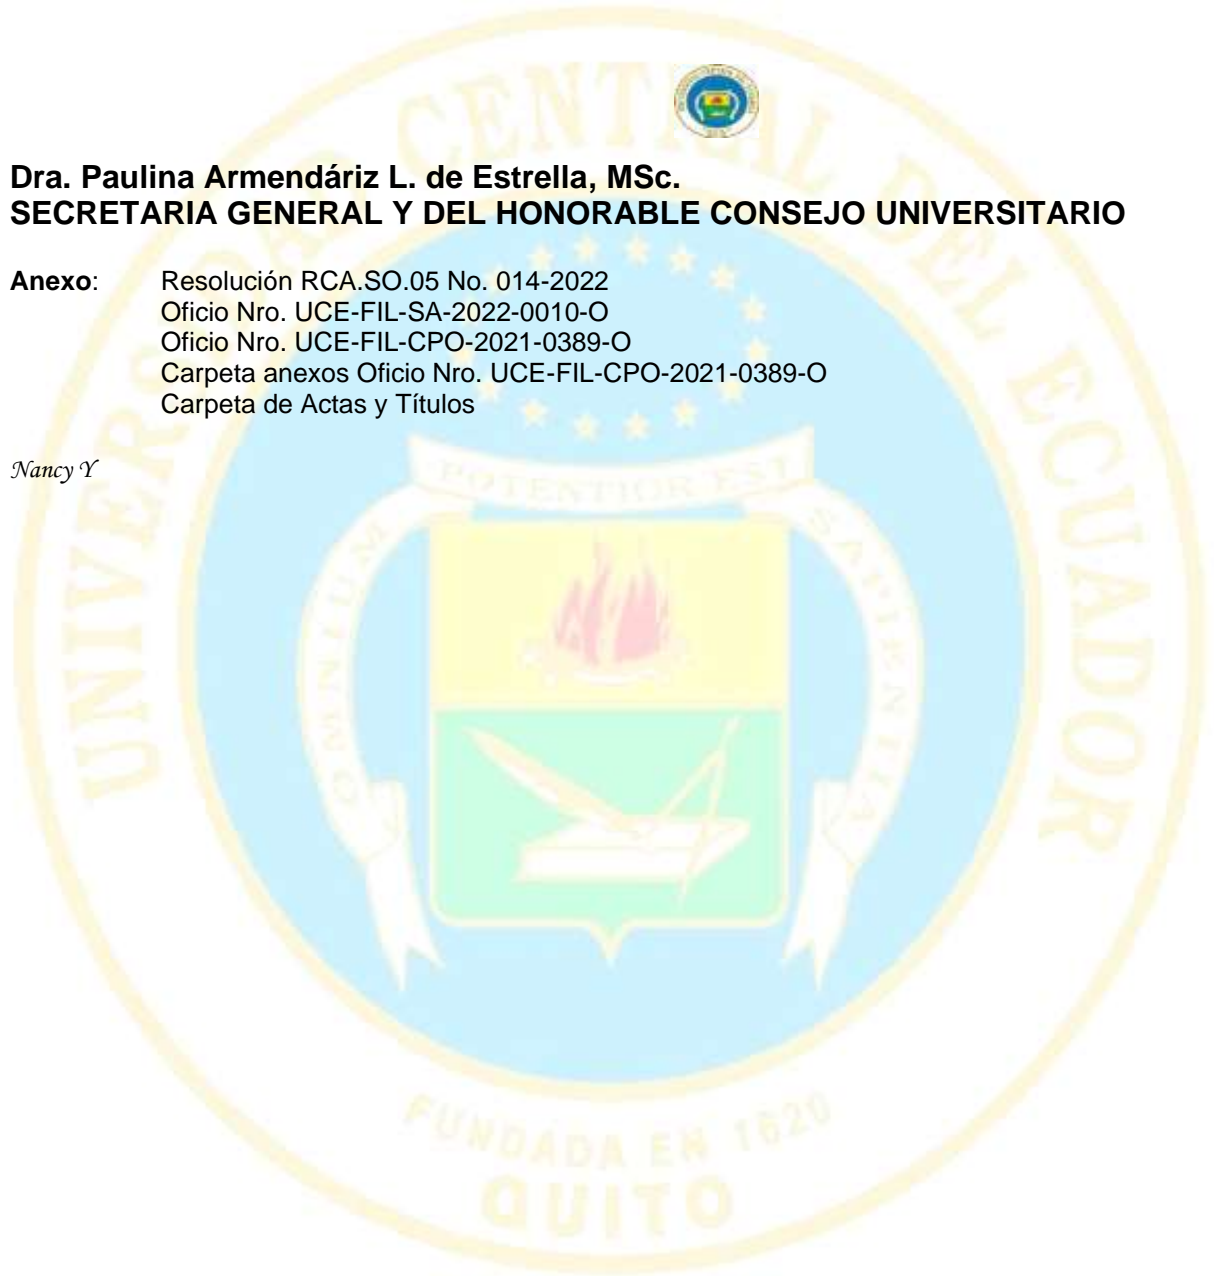 Dra. Paulina Armendáriz L. de Estrella, MSc.
SECRETARIA GENERAL Y DEL HONORABLE CONSEJO UNIVERSITARIO
Anexo: Resolución RCA.SO.05 No. 014-2022
Oficio Nro. UCE-FIL-SA-2022-0010-O
Oficio Nro. UCE-FIL-CPO-2021-0389-O
Carpeta anexos Oficio Nro. UCE-FIL-CPO-2021-0389-O
Carpeta de Actas y Títulos
Nancy Y
UNIVERSIDAD CENTRAL DEL ECUADOR
OMNIUM POTENTIOR EST SAPIENTIA
FUNDADA EN 1620
QUITO